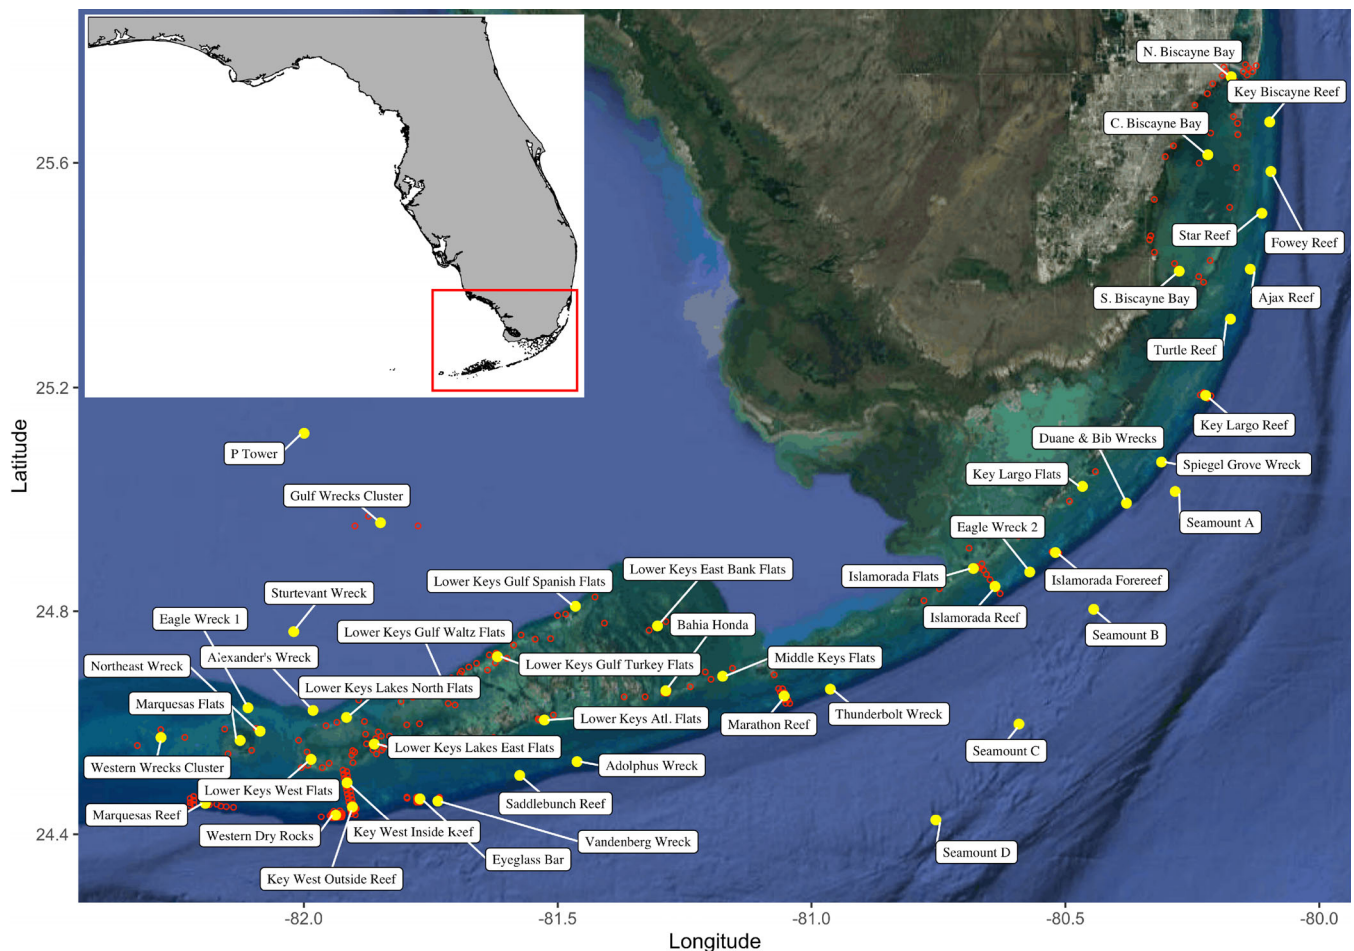 N. Biscayne Bay
Key Biscayne Reef
C. Biscayne Bay
25.6
Star Reef
Fowey Reef
S. Biscayne Bay
Ajax Reef
Turtle Reef
25.2
Key Largo Reef
Duane & Bib Wrecks
P Tower
Spiegel Grove Wreck
Key Largo Flats
Gulf Wrecks Cluster
Seamount A
Eagle Wreck 2
Latitude
Lower Keys East Bank Flats
Lower Keys Gulf Spanish Flats
Islamorada Flats
Islamorada Forereef
Sturtevant Wreck
24.8
Eagle Wreck 1
Bahia Honda
Islamorada Reef
Seamount B
Lower Keys Gulf Waltz Flats
Alexander's Wreck
Northeast Wreck
Lower Keys Gulf Turkey Flats
Middle Keys Flats
Lower Keys Lakes North Flats
Marquesas Flats
Lower Keys Atl. Flats
Marathon Reef
Thunderbolt Wreck
Lower Keys Lakes East Flats
Seamount C
Western Wrecks Cluster
Adolphus Wreck
Lower Keys West Flats
Saddlebunch Reef
Marquesas Reef
24.4
Western Dry Rocks
Key West Inside Reef
Vandenberg Wreck
Seamount D
Eyeglass Bar
Key West Outside Reef
-82.0
-81.5
-81.0
-80.5
-80.0
Longitude